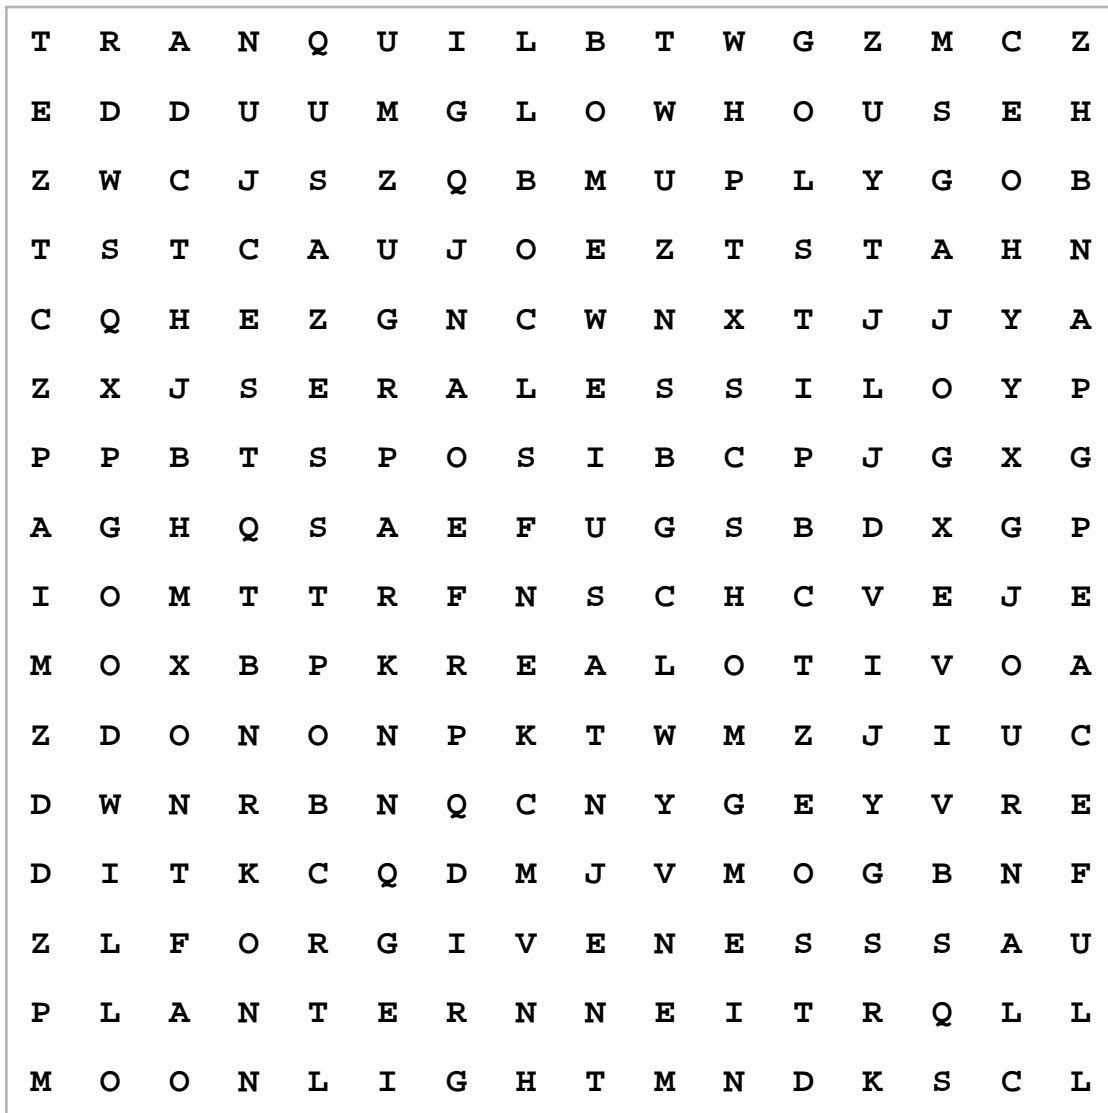 T R A N Q U I L B T W G Z M C Z
E D D U U M G L O W H O U S E H
Z W C J S Z Q B M U P L Y G O B
T S T C A U J O E Z T S T A H N
C Q H E Z G N C W N X T J J Y A
Z X J S E R A L E S S I L O Y P
P P B T S P O S I B C P J G X G
A G H Q S A E F U G S B D X G P
I O M T T R F N S C H C V E J E
M O X B P K R E A L O T I V O A
Z D O N O N P K T W M Z J I U C
D W N R B N Q C N Y G E Y V R E
D I T K C Q D M J V M O G B N F
Z L F O R G I V E N E S S S A U
P L A N T E R N N E I T R Q L L
M O O N L I G H T M N D K S C L